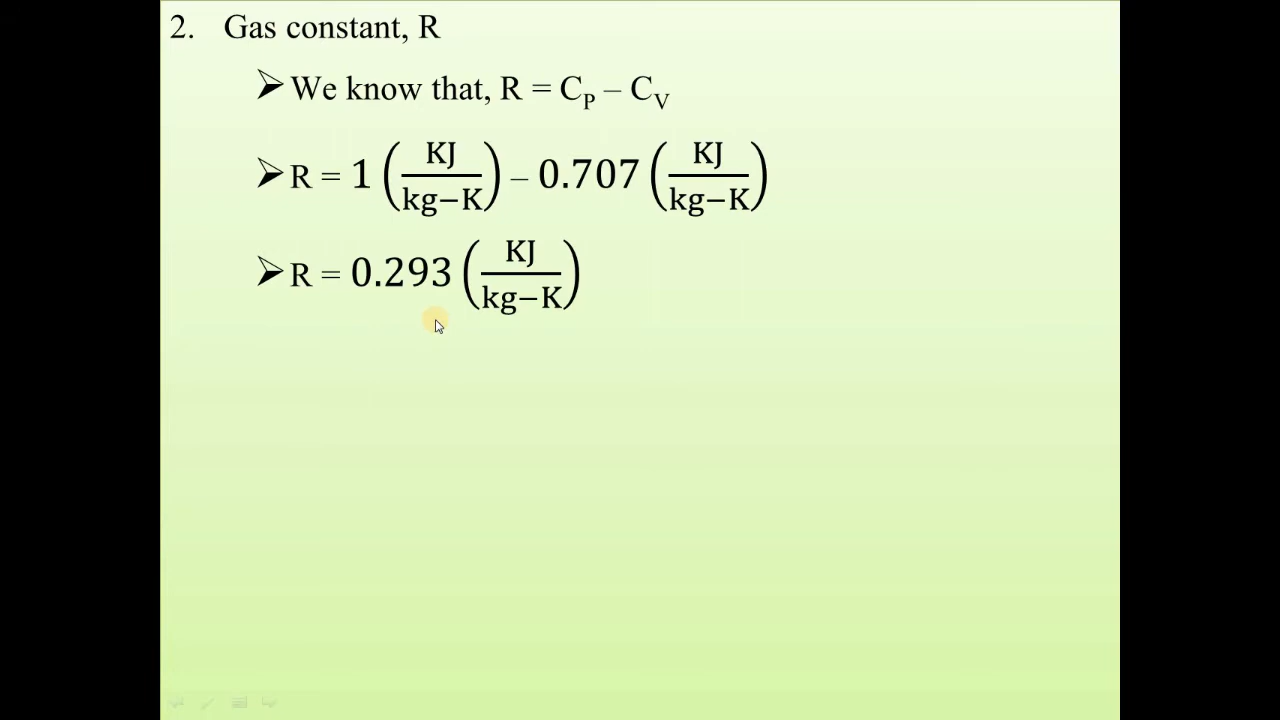 2. Gas constant, R
➢ We know that, R = C_P – C_V
➢ R = 1 (KJ/kg−K) – 0.707 (KJ/kg−K)
➢ R = 0.293 (KJ/kg−K)